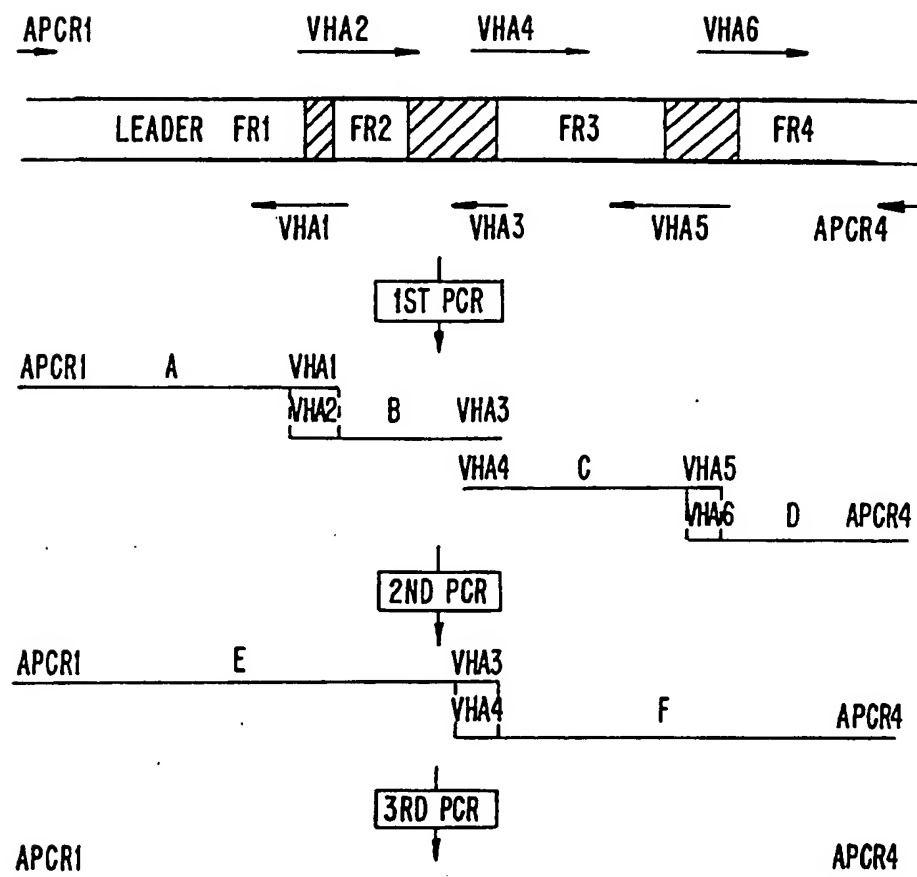 APCR1 VHA2 VHA4 VHA6
LEADER FR1 FR2 FR3 FR4
VHA1 VHA3 VHA5 APCR4
1ST PCR
APCR1 A VHA1
VHA2 B VHA3
VHA4 C VHA5
VHA6 D APCR4
2ND PCR
APCR1 E VHA3
VHA4 F APCR4
3RD PCR
APCR1 APCR4